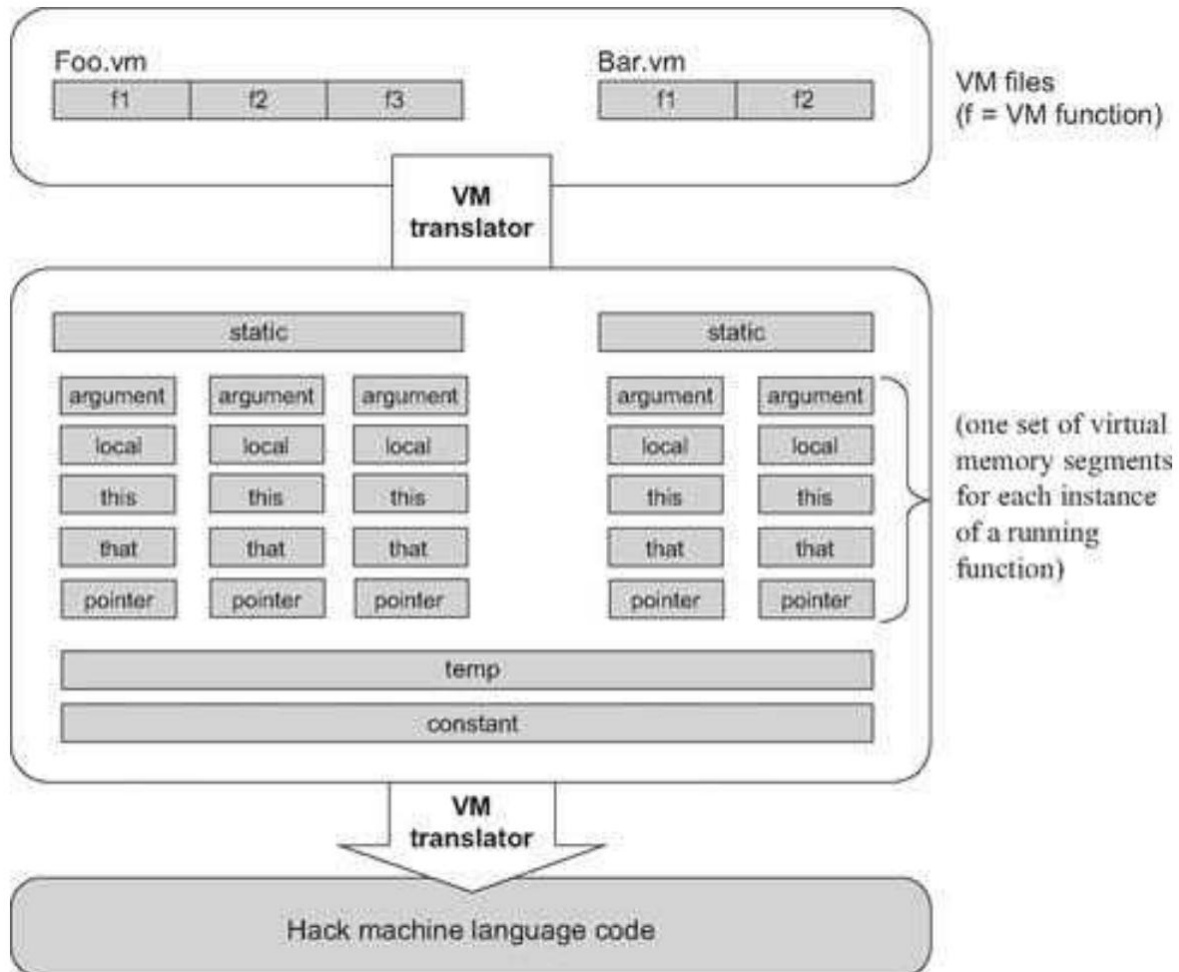 Foo.vm
f1 f2 f3
Bar.vm
f1 f2
VM files
(f = VM function)
VM
translator
static static
argument argument argument argument argument
local local local local local
this this this this this
that that that that that
pointer pointer pointer pointer pointer
(one set of virtual
memory segments
for each instance
of a running
function)
temp
constant
VM
translator
Hack machine language code